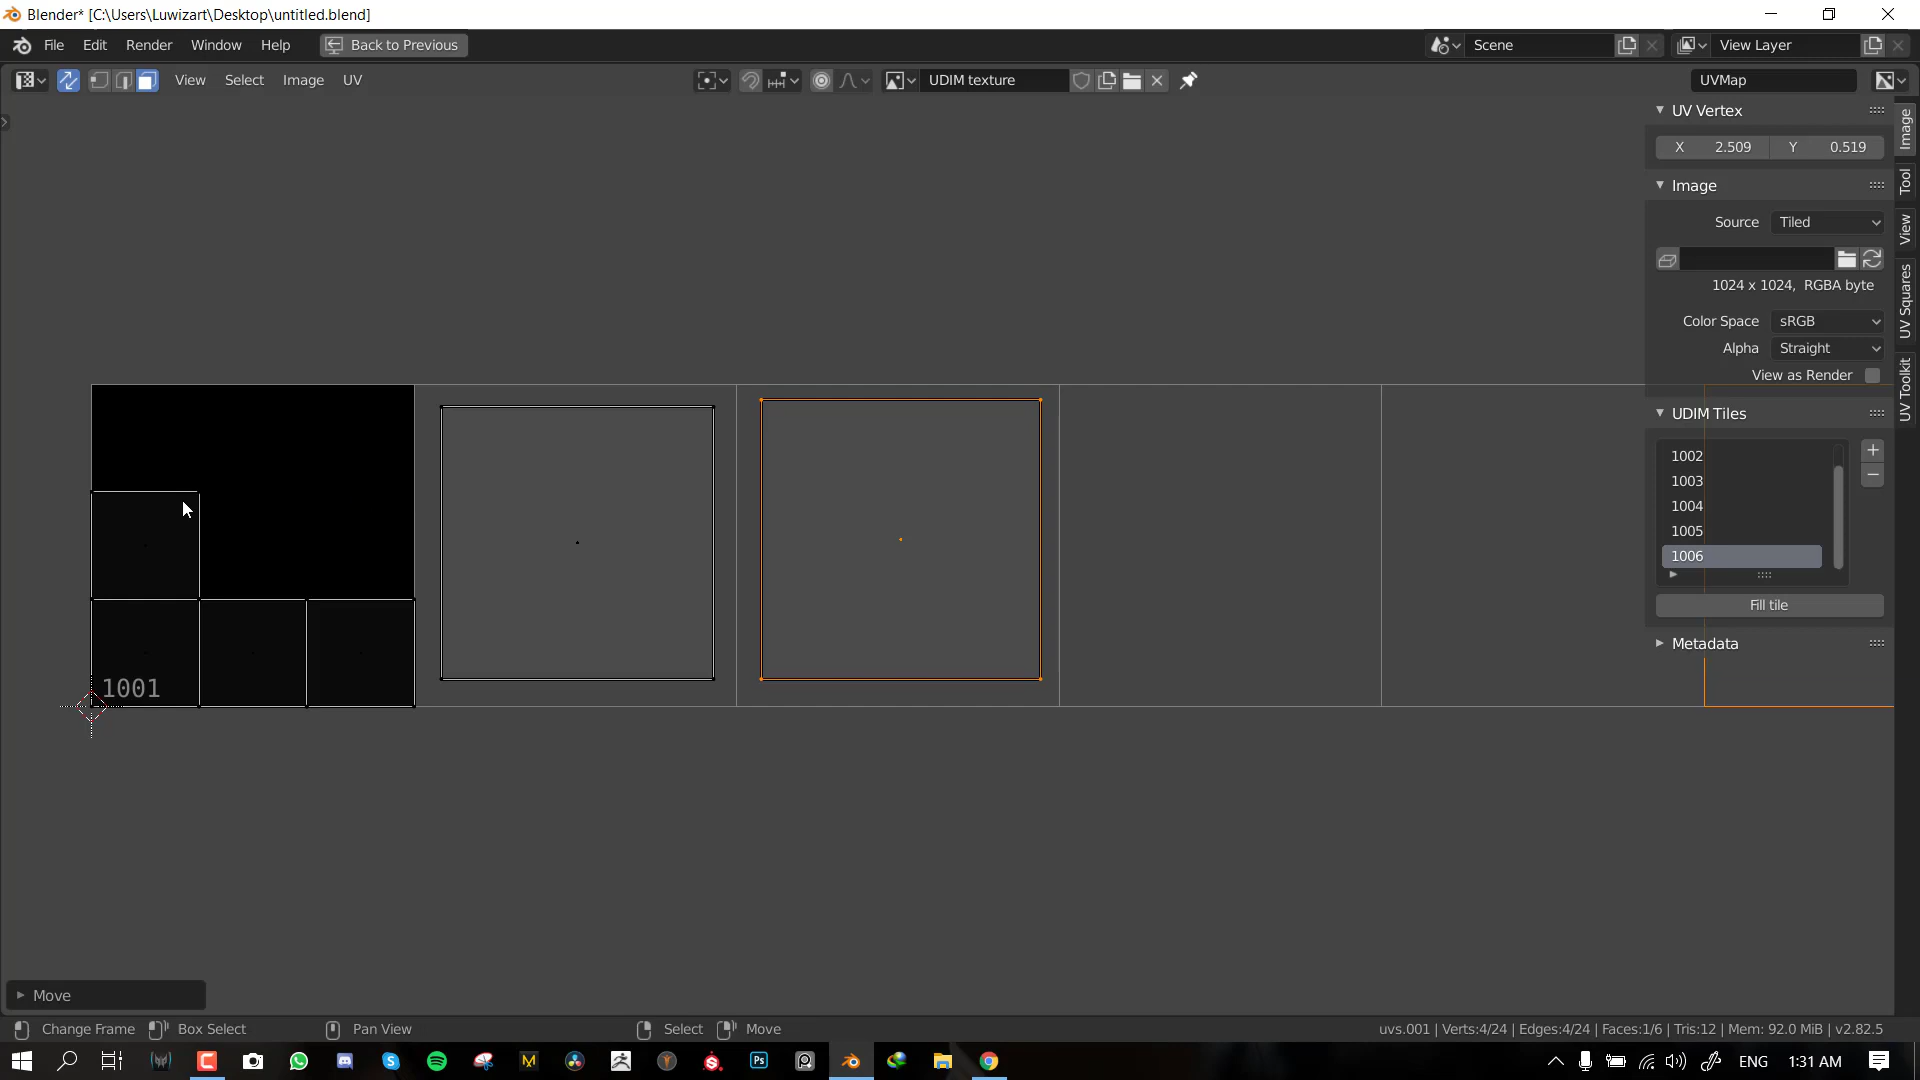 Blender* [C:\Users\Luwizart\Desktop\untitled.blend]
File Edit Render Window Help Back to Previous Scene View Layer
View Select Image UV UDIM texture UVMap
UV Vertex
X 2.509 Y 0.519
Image
Source Tiled
1024 x 1024, RGBA byte
Color Space sRGB
Alpha Straight
View as Render
UDIM Tiles
1002
1003
1004
1005
1006
Fill tile
Metadata
Image
Tool
View
UV Squares
UV Toolkit
1001
Move
Change Frame Box Select Pan View Select Move uvs.001 | Verts:4/24 | Edges:4/24 | Faces:1/6 | Tris:12 | Mem: 92.0 MiB | v2.82.5
Ps ENG 1:31 AM